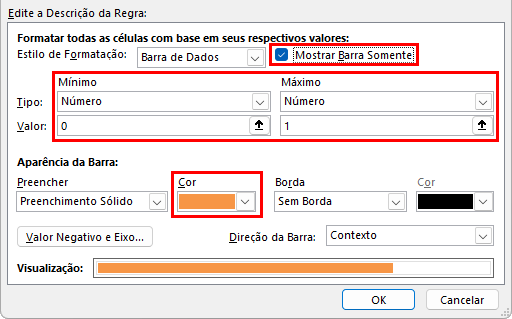 Edite a Descrição da Regra:
Formatar todas as células com base em seus respectivos valores:
Estilo de Formatação: Barra de Dados Mostrar Barra Somente
Mínimo Máximo
Tipo: Número Número
Valor: 0 1
Aparência da Barra:
Preencher Cor Borda Cor
Preenchimento Sólido Sem Borda
Valor Negativo e Eixo... Direção da Barra: Contexto
Visualização:
OK Cancelar